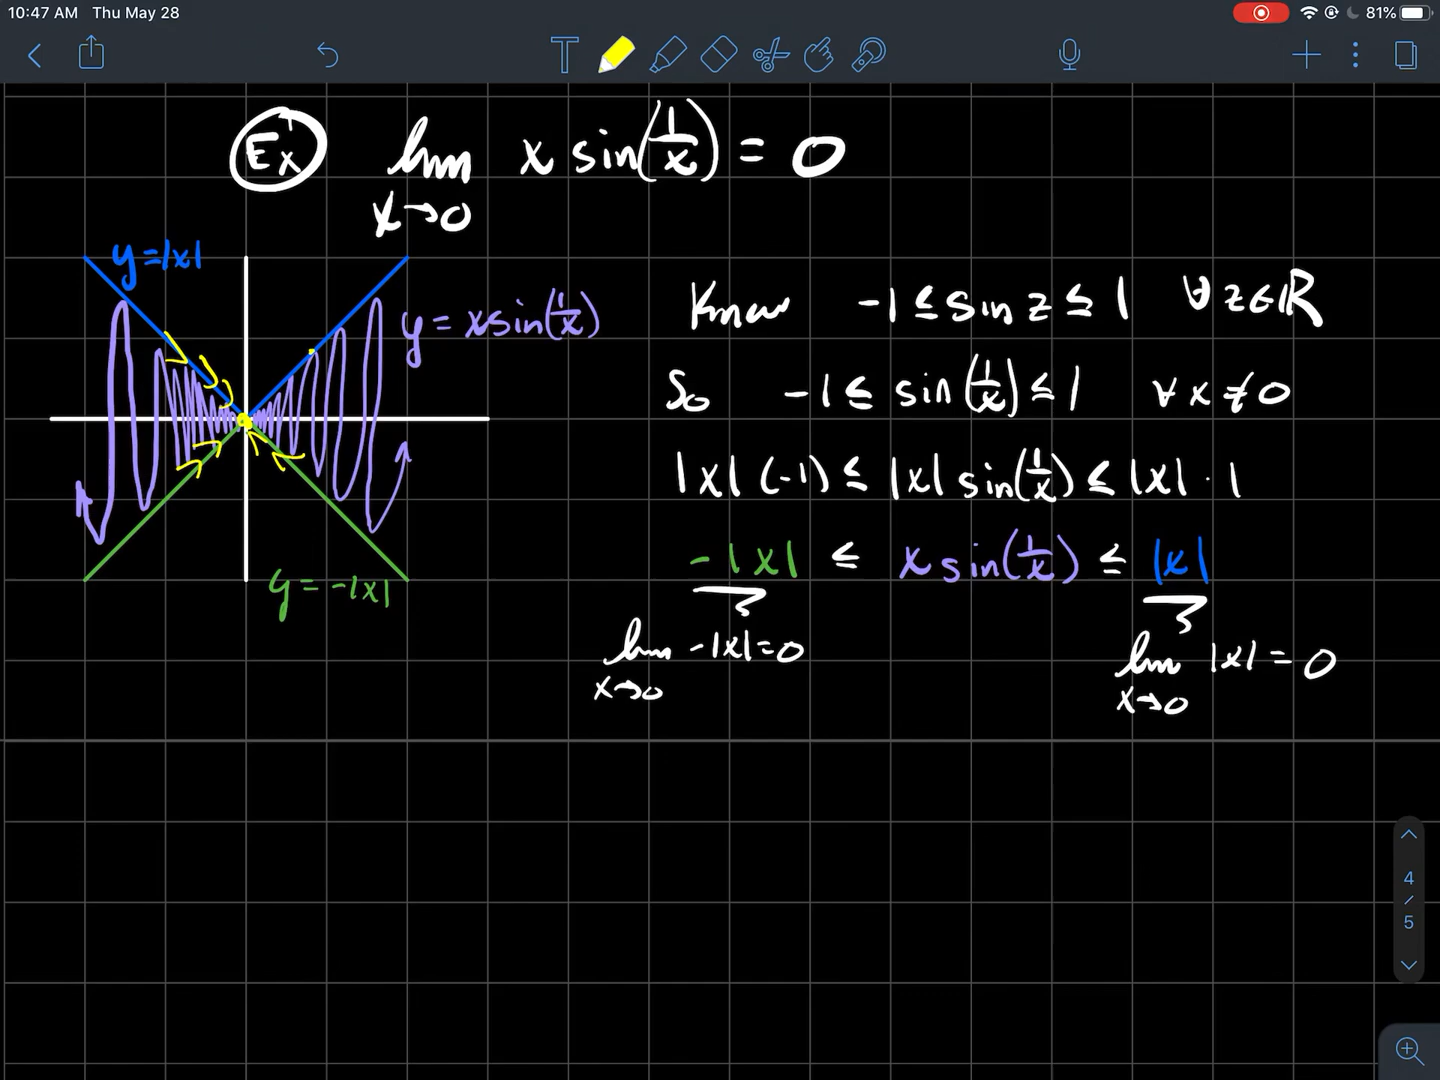 10:47 AM Thu May 28
81%
Ex lim x→0 x sin(1/x) = 0
y = |x|
y = x sin(1/x)
y = -|x|
Know -1 ≤ sin z ≤ 1 ∀ z ∈ ℝ
So -1 ≤ sin(1/x) ≤ 1 ∀ x ≠ 0
|x| (-1) ≤ |x| sin(1/x) ≤ |x| · 1
-|x| ≤ x sin(1/x) ≤ |x|
lim x→0 -|x| = 0
lim x→0 |x| = 0
4
/
5